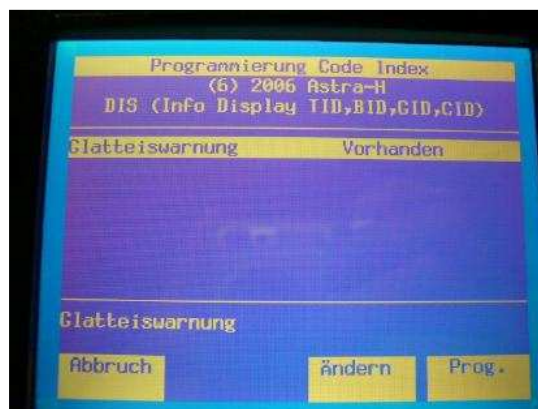 Programmierung Code Index
(6) 2006 Astra-H
DIS (Info Display TID,BID,GID,CID)
Glatteiswarnung Vorhanden
Glatteiswarnung
Abbruch Ändern Prog.